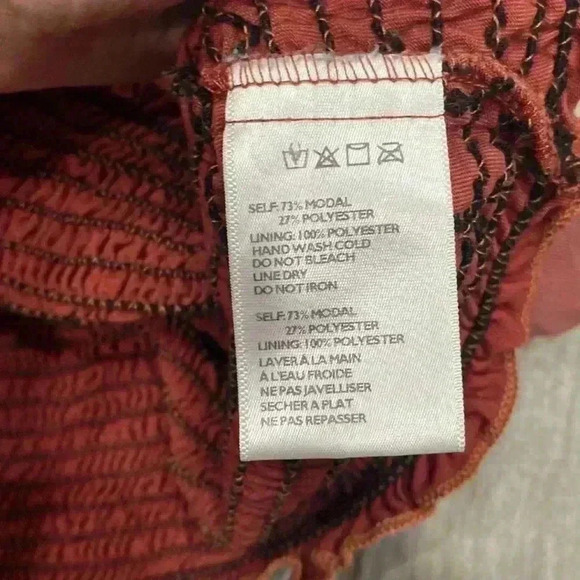 SELF: 73% MODAL
27% POLYESTER
LINING: 100% POLYESTER
HAND WASH COLD
DO NOT BLEACH
LINE DRY
DO NOT IRON
SELF: 73% MODAL
27% POLYESTER
LINING: 100% POLYESTER
LAVER À LA MAIN
À L'EAU FROIDE
NE PAS JAVELLISER
SECHER A PLAT
NE PAS REPASSER